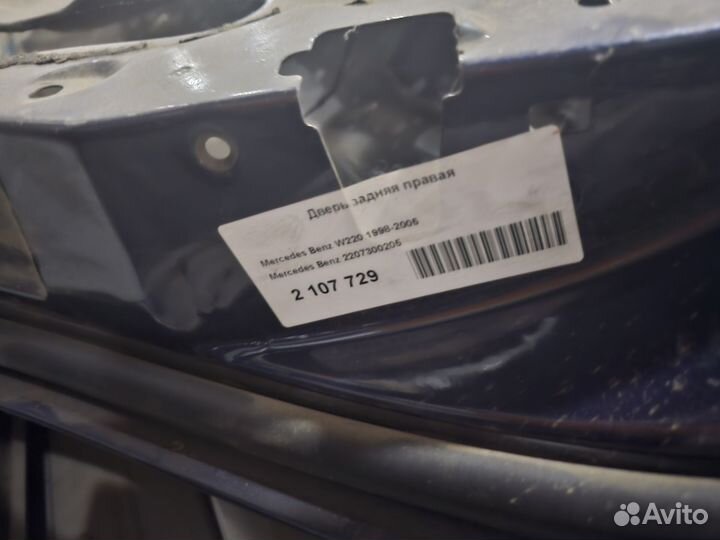 Дверь задняя правая
Mercedes Benz W220 1998-2005
Mercedes Benz 2207300205
2 107 729
Avito